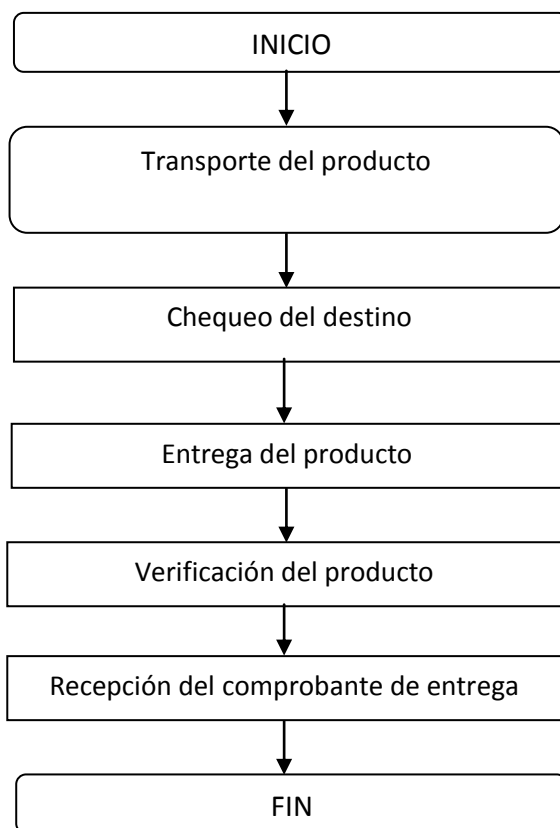 INICIO
Transporte del producto
Chequeo del destino
Entrega del producto
Verificación del producto
Recepción del comprobante de entrega
FIN